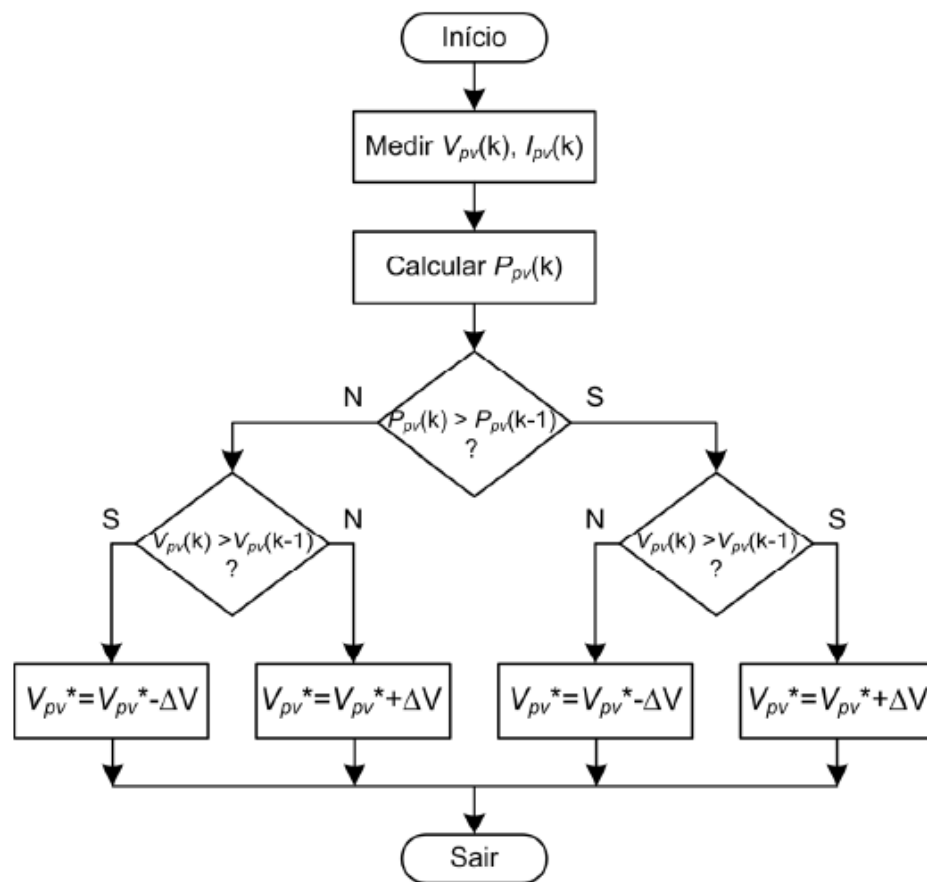 Início
Medir Vpv(k), Ipv(k)
Calcular Ppv(k)
N
S
Ppv(k) > Ppv(k-1)
?
S
N
N
S
Vpv(k) >Vpv(k-1)
?
Vpv(k) >Vpv(k-1)
?
Vpv*=Vpv*-ΔV
Vpv*=Vpv*+ΔV
Vpv*=Vpv*-ΔV
Vpv*=Vpv*+ΔV
Sair